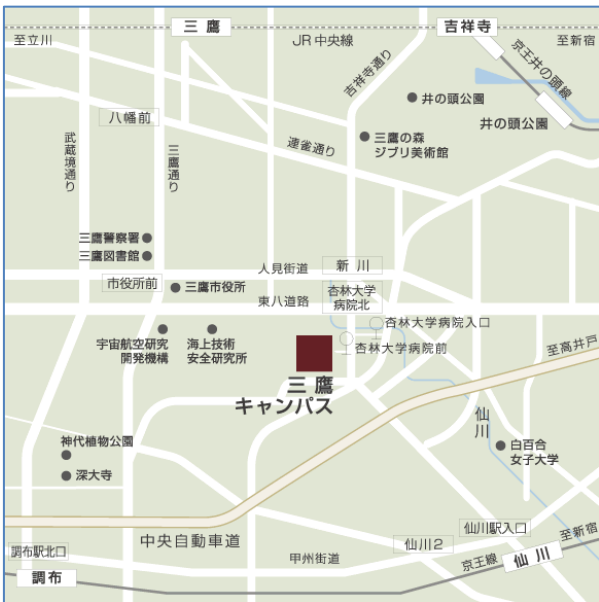 三鷹
吉祥寺
至立川
JR中央線
至新宿
吉祥寺通り
京王井の頭線
井の頭公園
井の頭公園
八幡前
武蔵境通り
三鷹通り
連雀通り
三鷹の森
ジブリ美術館
三鷹警察署
三鷹図書館
人見街道
新川
市役所前
三鷹市役所
東八道路
杏林大学
病院北
杏林大学病院入口
杏林大学病院前
宇宙航空研究
開発機構
海上技術
安全研究所
三鷹
キャンパス
至高井戸
仙川
神代植物公園
深大寺
白百合
女子大学
中央自動車道
仙川駅入口
仙川2
至新宿
調布駅北口
甲州街道
京王線
仙川
調布